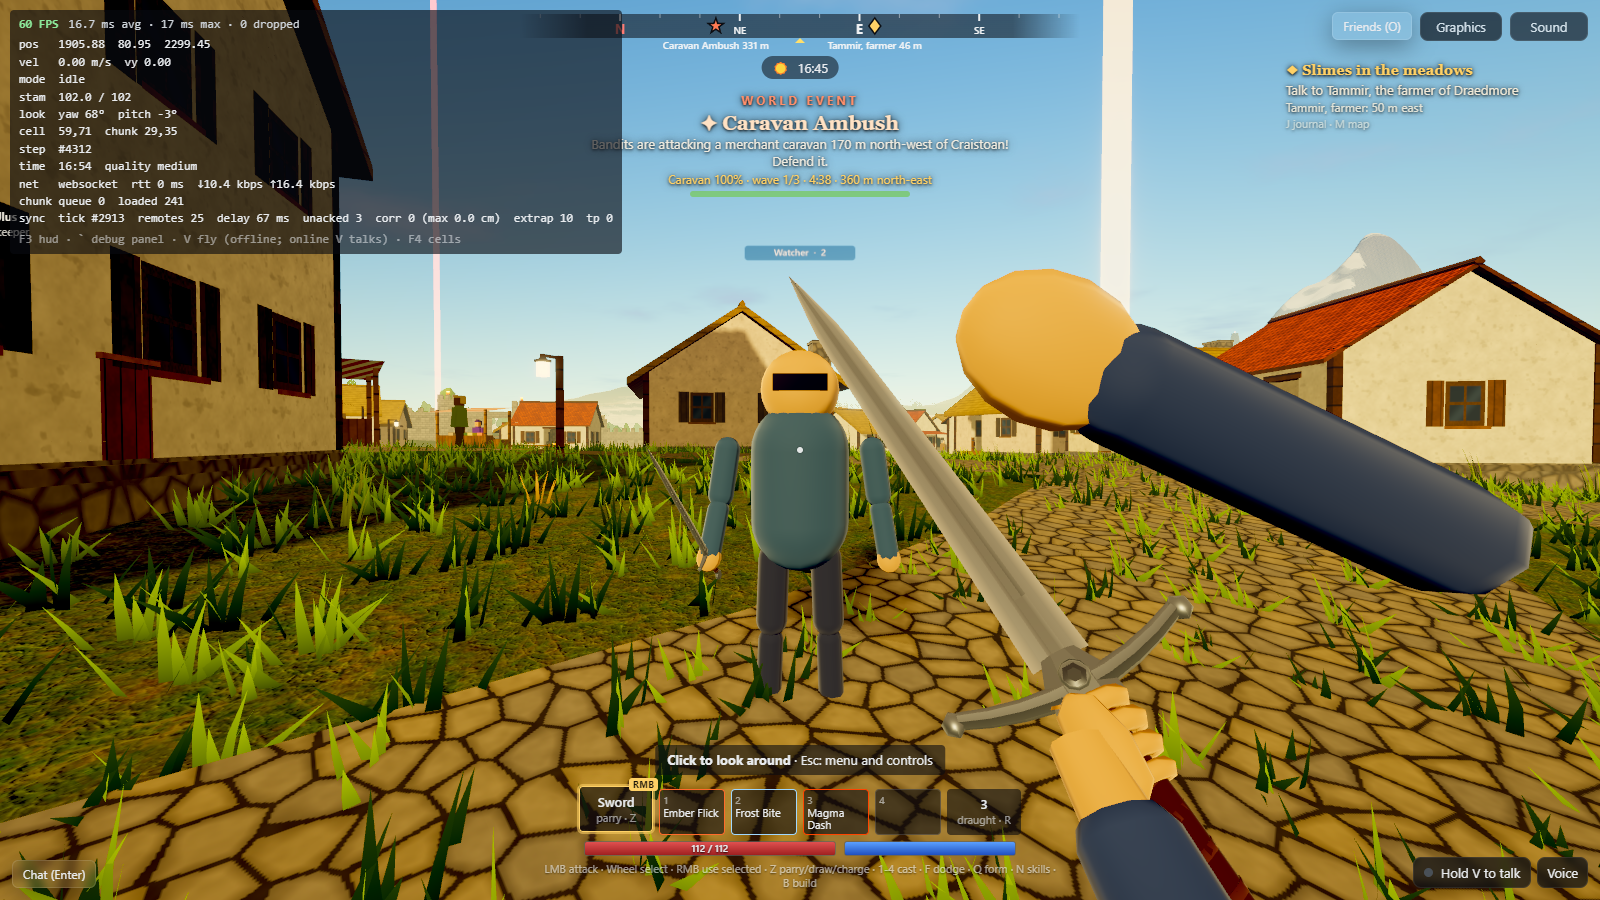 60 FPS 16.7 ms avg · 17 ms max · 0 dropped
pos 1905.88 80.95 2299.45
vel 0.00 m/s vy 0.00
mode idle
stam 102.0 / 102
look yaw 68° pitch -3°
cell 59,71 chunk 29,35
step #4312
time 16:54 quality medium
net websocket rtt 0 ms ↓10.4 kbps ↑16.4 kbps
chunk queue 0 loaded 241
sync tick #2913 remotes 25 delay 67 ms unacked 3 corr 0 (max 0.0 cm) extrap 10 tp 0
F3 hud · ` debug panel · V fly (offline; online V talks) · F4 cells
N NE E SE
Caravan Ambush 331 m Tammir, farmer 46 m
16:45
WORLD EVENT
✦ Caravan Ambush
Bandits are attacking a merchant caravan 170 m north-west of Craistoan!
Defend it.
Caravan 100% · wave 1/3 · 4:38 · 360 m north-east
Watcher · 2
Friends (O) Graphics Sound
◆ Slimes in the meadows
Talk to Tammir, the farmer of Draedmore
Tammir, farmer: 50 m east
J journal · M map
Click to look around · Esc: menu and controls
RMB
Sword
parry · Z
1
Ember Flick
2
Frost Bite
3
Magma
Dash
4
3
draught · R
112 / 112
LMB attack · Wheel select · RMB use selected · Z parry/draw/charge · 1-4 cast · F dodge · Q form · N skills ·
B build
Chat (Enter)
Hold V to talk Voice